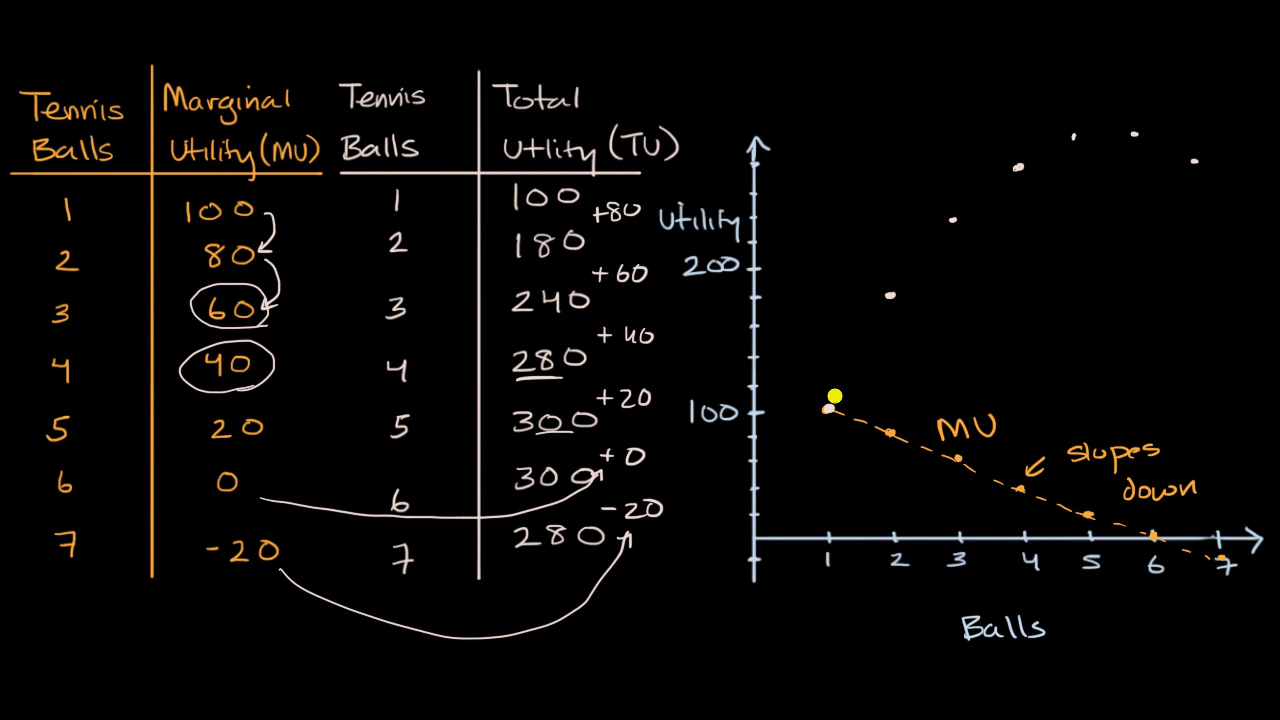 Tennis Balls
Marginal Utility (MU)
1 100
2 80
3 60
4 40
5 20
6 0
7 -20
Tennis Balls
Total Utlity (TU)
1 100
+80
2 180
+60
3 240
+40
4 280
+20
5 300
+0
6 300
-20
7 280
Utility
200
100
MU
slopes
down
1 2 3 4 5 6 7
Balls